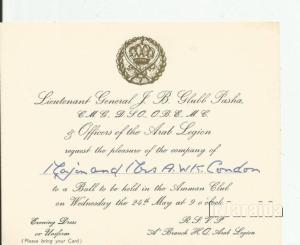 Lieutenant General J. B. Glubb Pasha,
C.M.G., D.S.O., O.B.E., M.C.
& Officers of the Arab Legion
request the pleasure of the company of
Major and Mrs A.W.K. Condon
to a Ball to be held in the Amman Club
on Wednesday the 24th May at 9 o'clock
Evening Dress
or Uniform
(Please bring your Card)
R.S.V.P
'A' Branch H.Q. Arab Legion